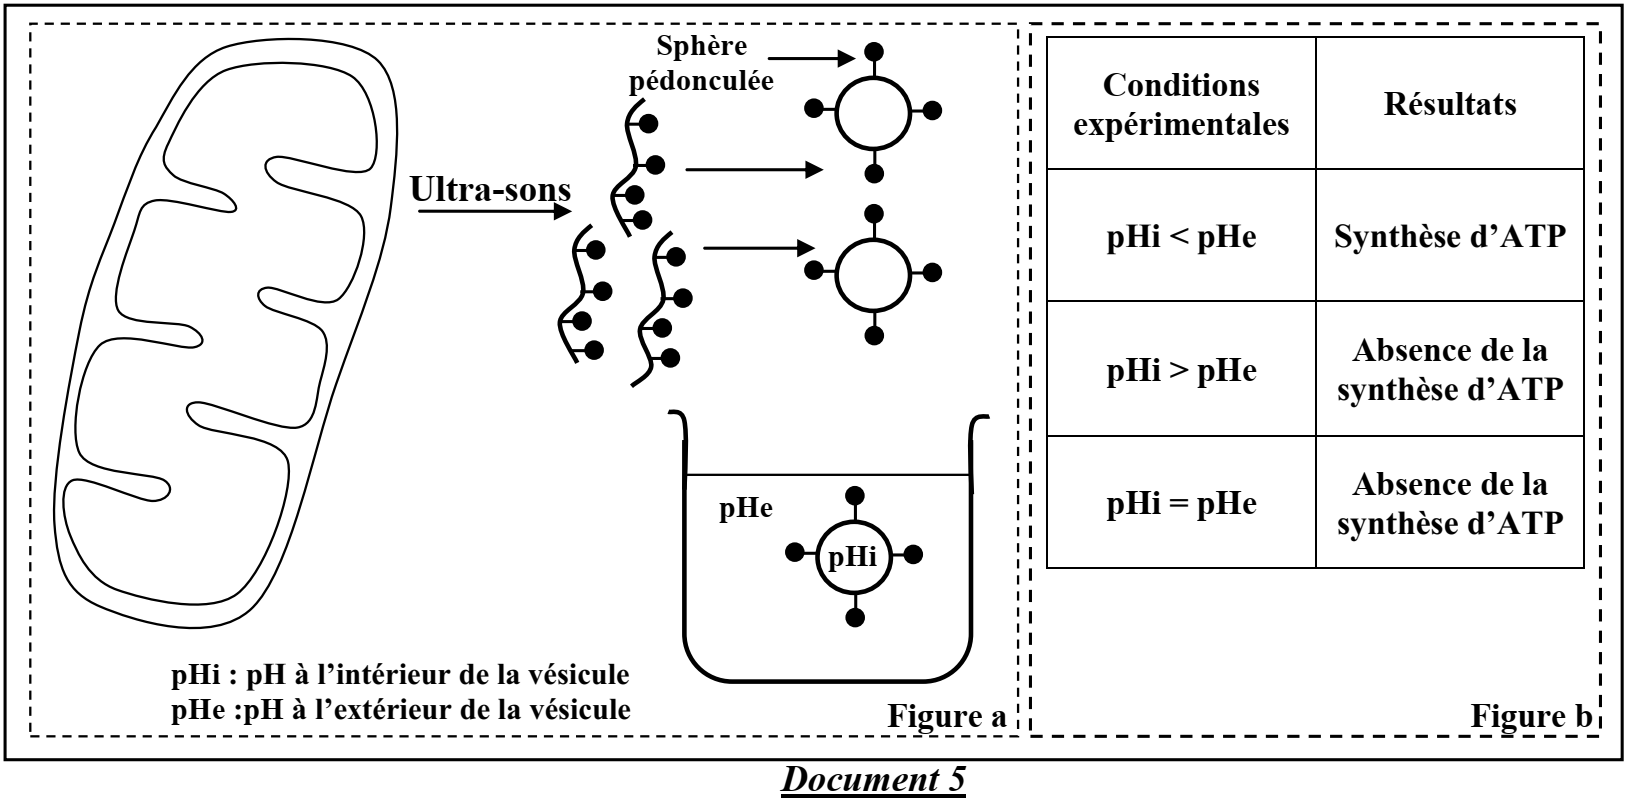 Sphère
pédonculée
Ultra-sons
pHe
pHi
pHi : pH à l’intérieur de la vésicule
pHe :pH à l’extérieur de la vésicule
Figure a
Conditions
expérimentales
Résultats
pHi < pHe
Synthèse d’ATP
pHi > pHe
Absence de la
synthèse d’ATP
pHi = pHe
Absence de la
synthèse d’ATP
Figure b
Document 5